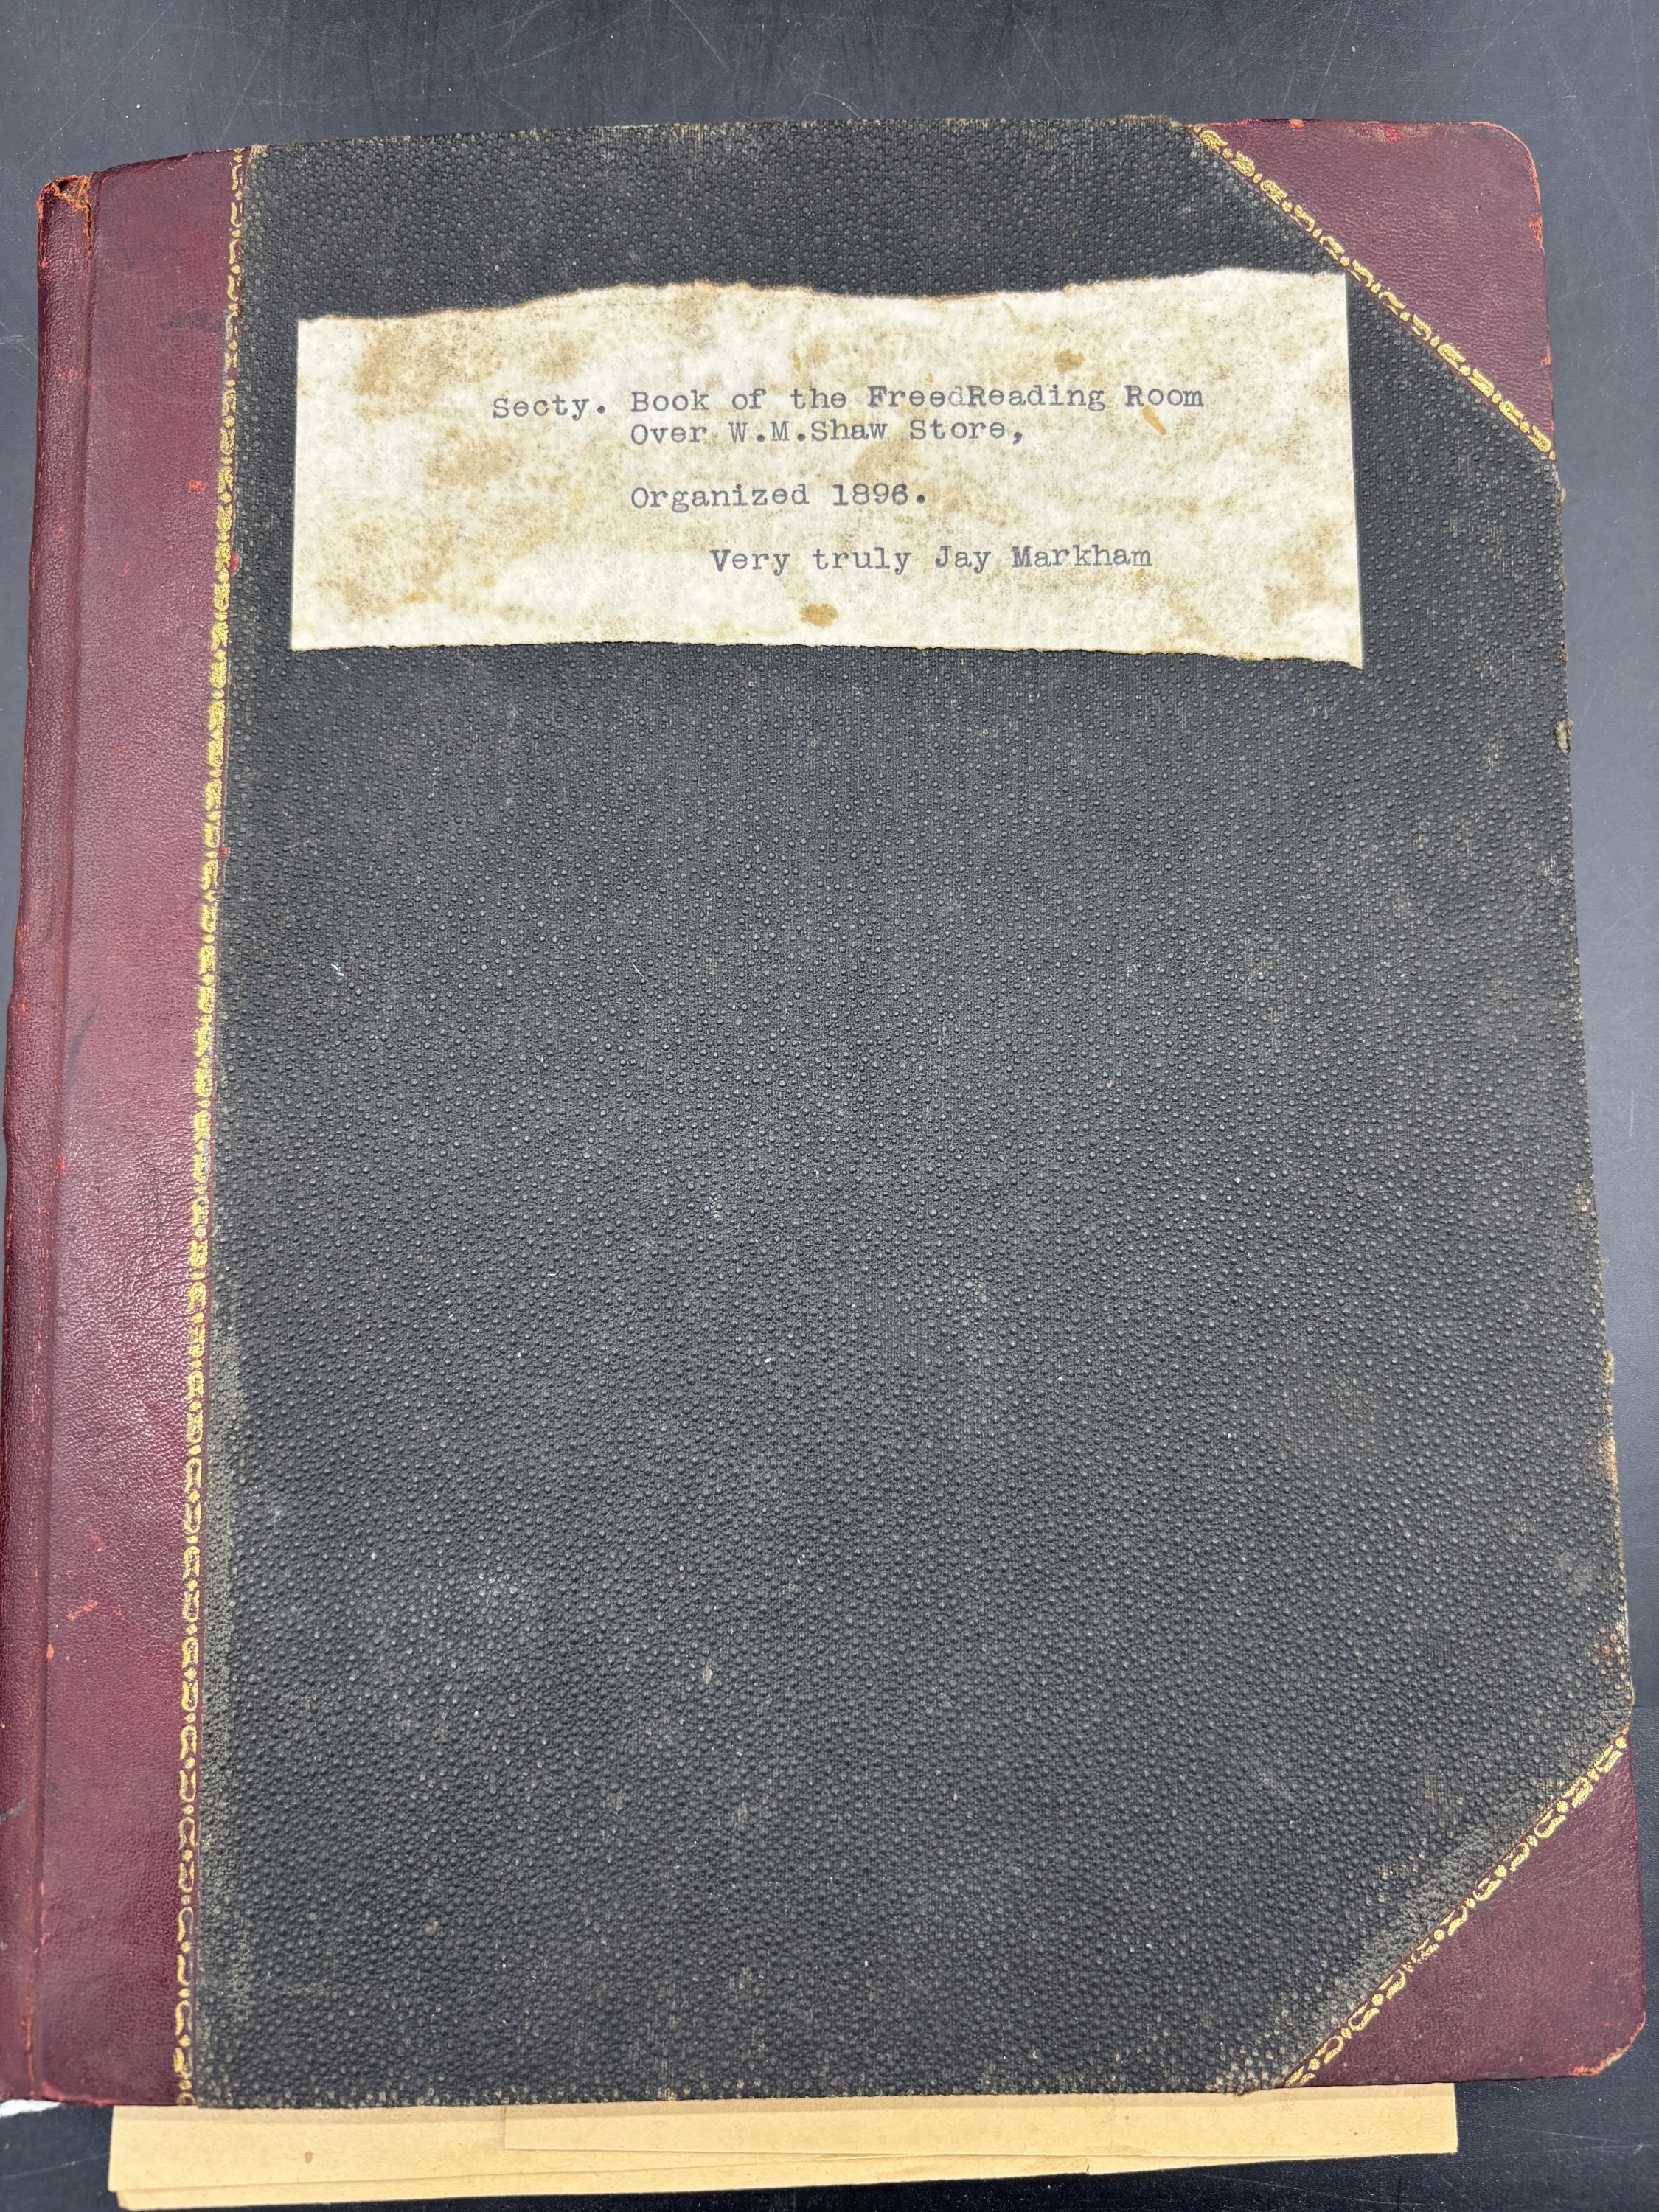 Secty. Book of the FreedReading Room
Over W.M.Shaw Store,
Organized 1896.
Very truly Jay Markham